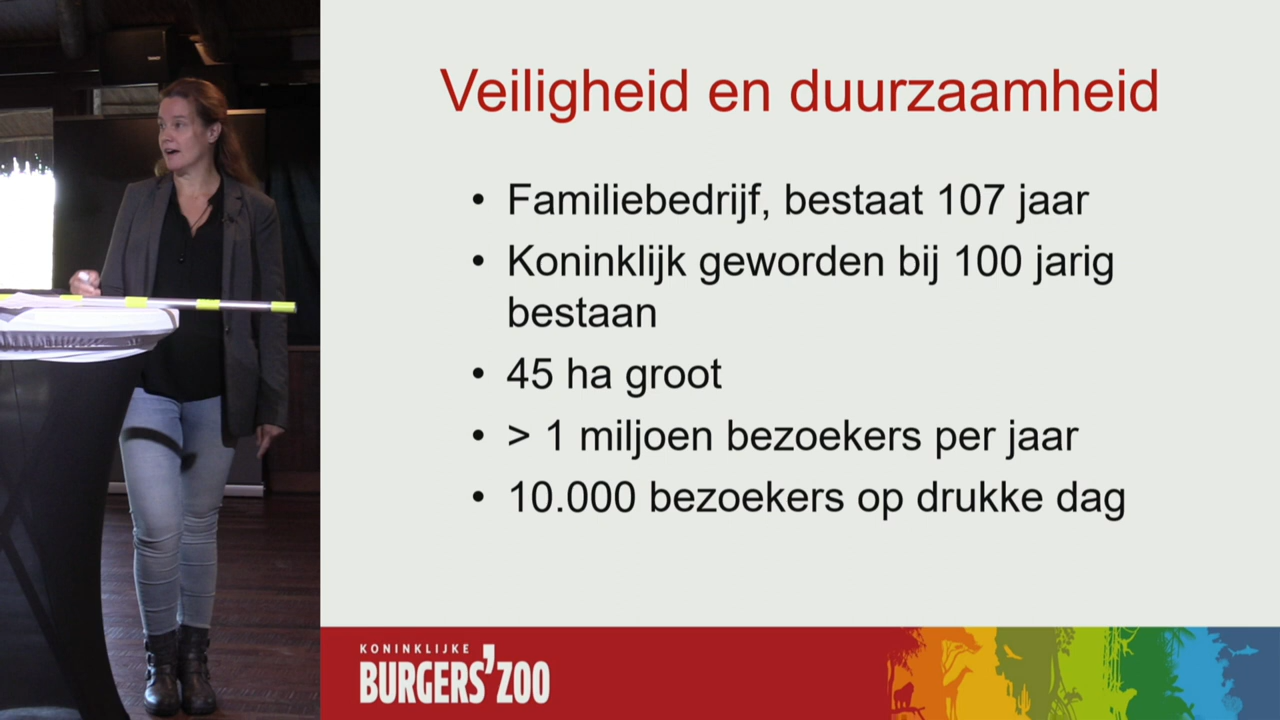 Veiligheid en duurzaamheid
• Familiebedrijf, bestaat 107 jaar
• Koninklijk geworden bij 100 jarig
bestaan
• 45 ha groot
• > 1 miljoen bezoekers per jaar
• 10.000 bezoekers op drukke dag
KONINKLIJKE
BURGERS'ZOO